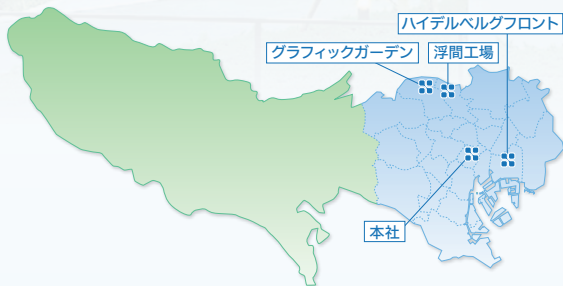 ハイデルベルグフロント
グラフィックガーデン
浮間工場
本社